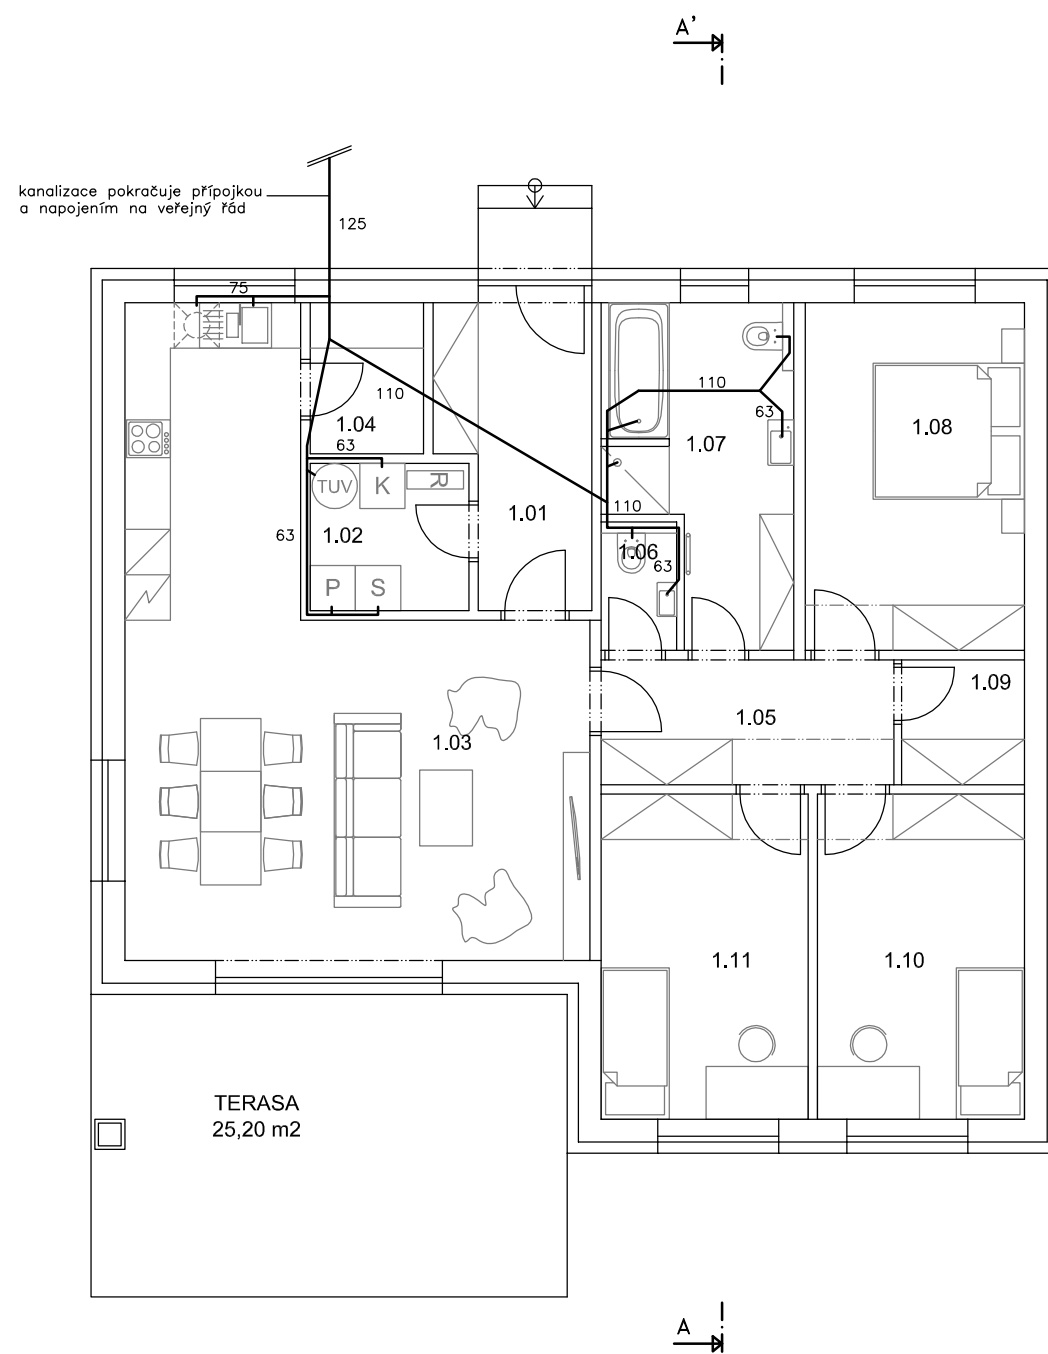 A'
kanalizace pokračuje přípojkou
a napojením na veřejný řád
125
75
110
110
63
1.04
63
1.07
1.08
TUV
K
R
1.01
110
63
1.02
1.06
63
P
S
1.09
1.05
1.03
1.11
1.10
TERASA
25,20 m2
A